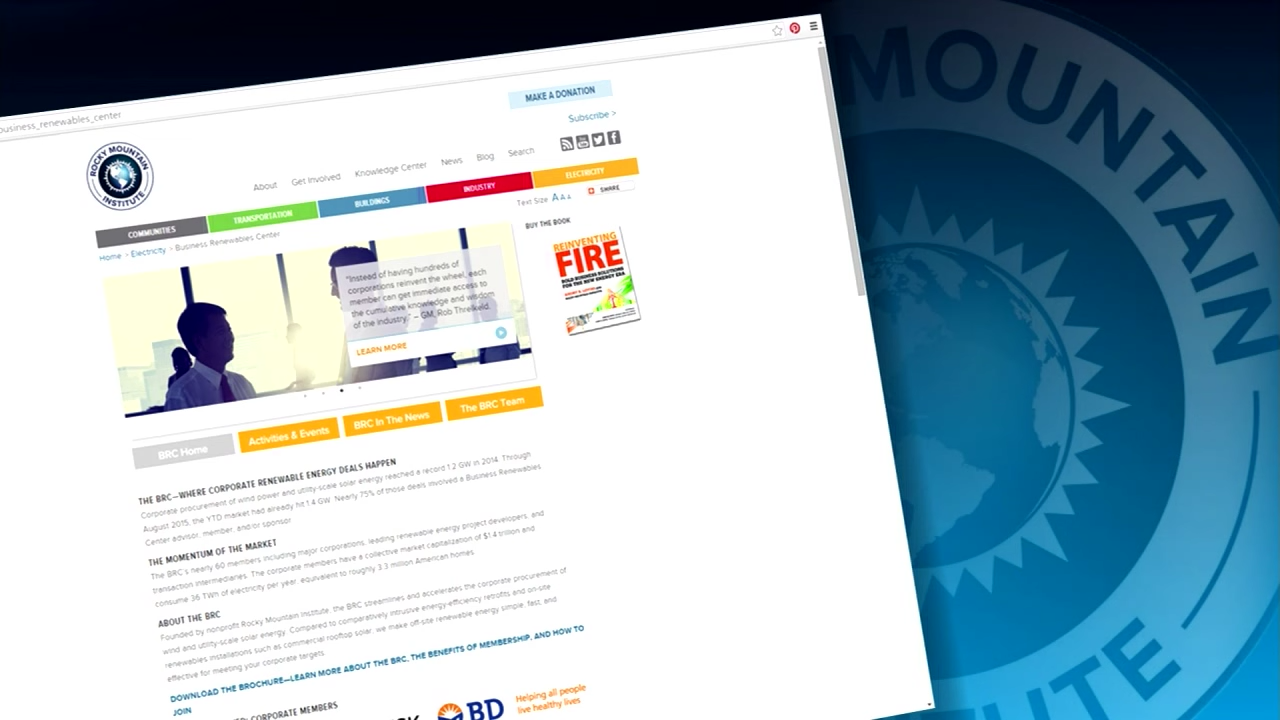 business_renewables_center
MAKE A DONATION
Subscribe >
ROCKY MOUNTAIN
INSTITUTE
About Get Involved Knowledge Center News Blog Search
COMMUNITIES TRANSPORTATION BUILDINGS INDUSTRY ELECTRICITY
Text Size A A A SHARE
Home > Electricity > Business Renewables Center
BUY THE BOOK
REINVENTING
FIRE
BOLD BUSINESS SOLUTIONS
FOR THE NEW ENERGY ERA
"Instead of having hundreds of
corporations reinvent the wheel, each
member can get immediate access to
the cumulative knowledge and wisdom
of the industry." – GM, Rob Threlkeld.
LEARN MORE
BRC Home Activities & Events BRC In The News The BRC Team
THE BRC—WHERE CORPORATE RENEWABLE ENERGY DEALS HAPPEN
Corporate procurement of wind power and utility-scale solar energy reached a record 1.2 GW in 2014. Through
August 2015, the YTD market had already hit 1.4 GW. Nearly 75% of those deals involved a Business Renewables
Center advisor, member, and/or sponsor.
THE MOMENTUM OF THE MARKET
The BRC's nearly 60 members including major corporations, leading renewable energy project developers, and
transaction intermediaries. The corporate members have a collective market capitalization of $1.4 trillion and
consume 36 TWh of electricity per year, equivalent to roughly 3.3 million American homes.
ABOUT THE BRC
Founded by nonprofit Rocky Mountain Institute, the BRC streamlines and accelerates the corporate procurement of
wind and utility-scale solar energy. Compared to comparatively intrusive energy-efficiency retrofits and on-site
renewables installations such as commercial rooftop solar, we make off-site renewable energy simple, fast, and
effective for meeting your corporate targets.
DOWNLOAD THE BROCHURE—LEARN MORE ABOUT THE BRC, THE BENEFITS OF MEMBERSHIP, AND HOW TO
JOIN
CORPORATE MEMBERS
BD
Helping all people
live healthy lives
MOUNTAIN